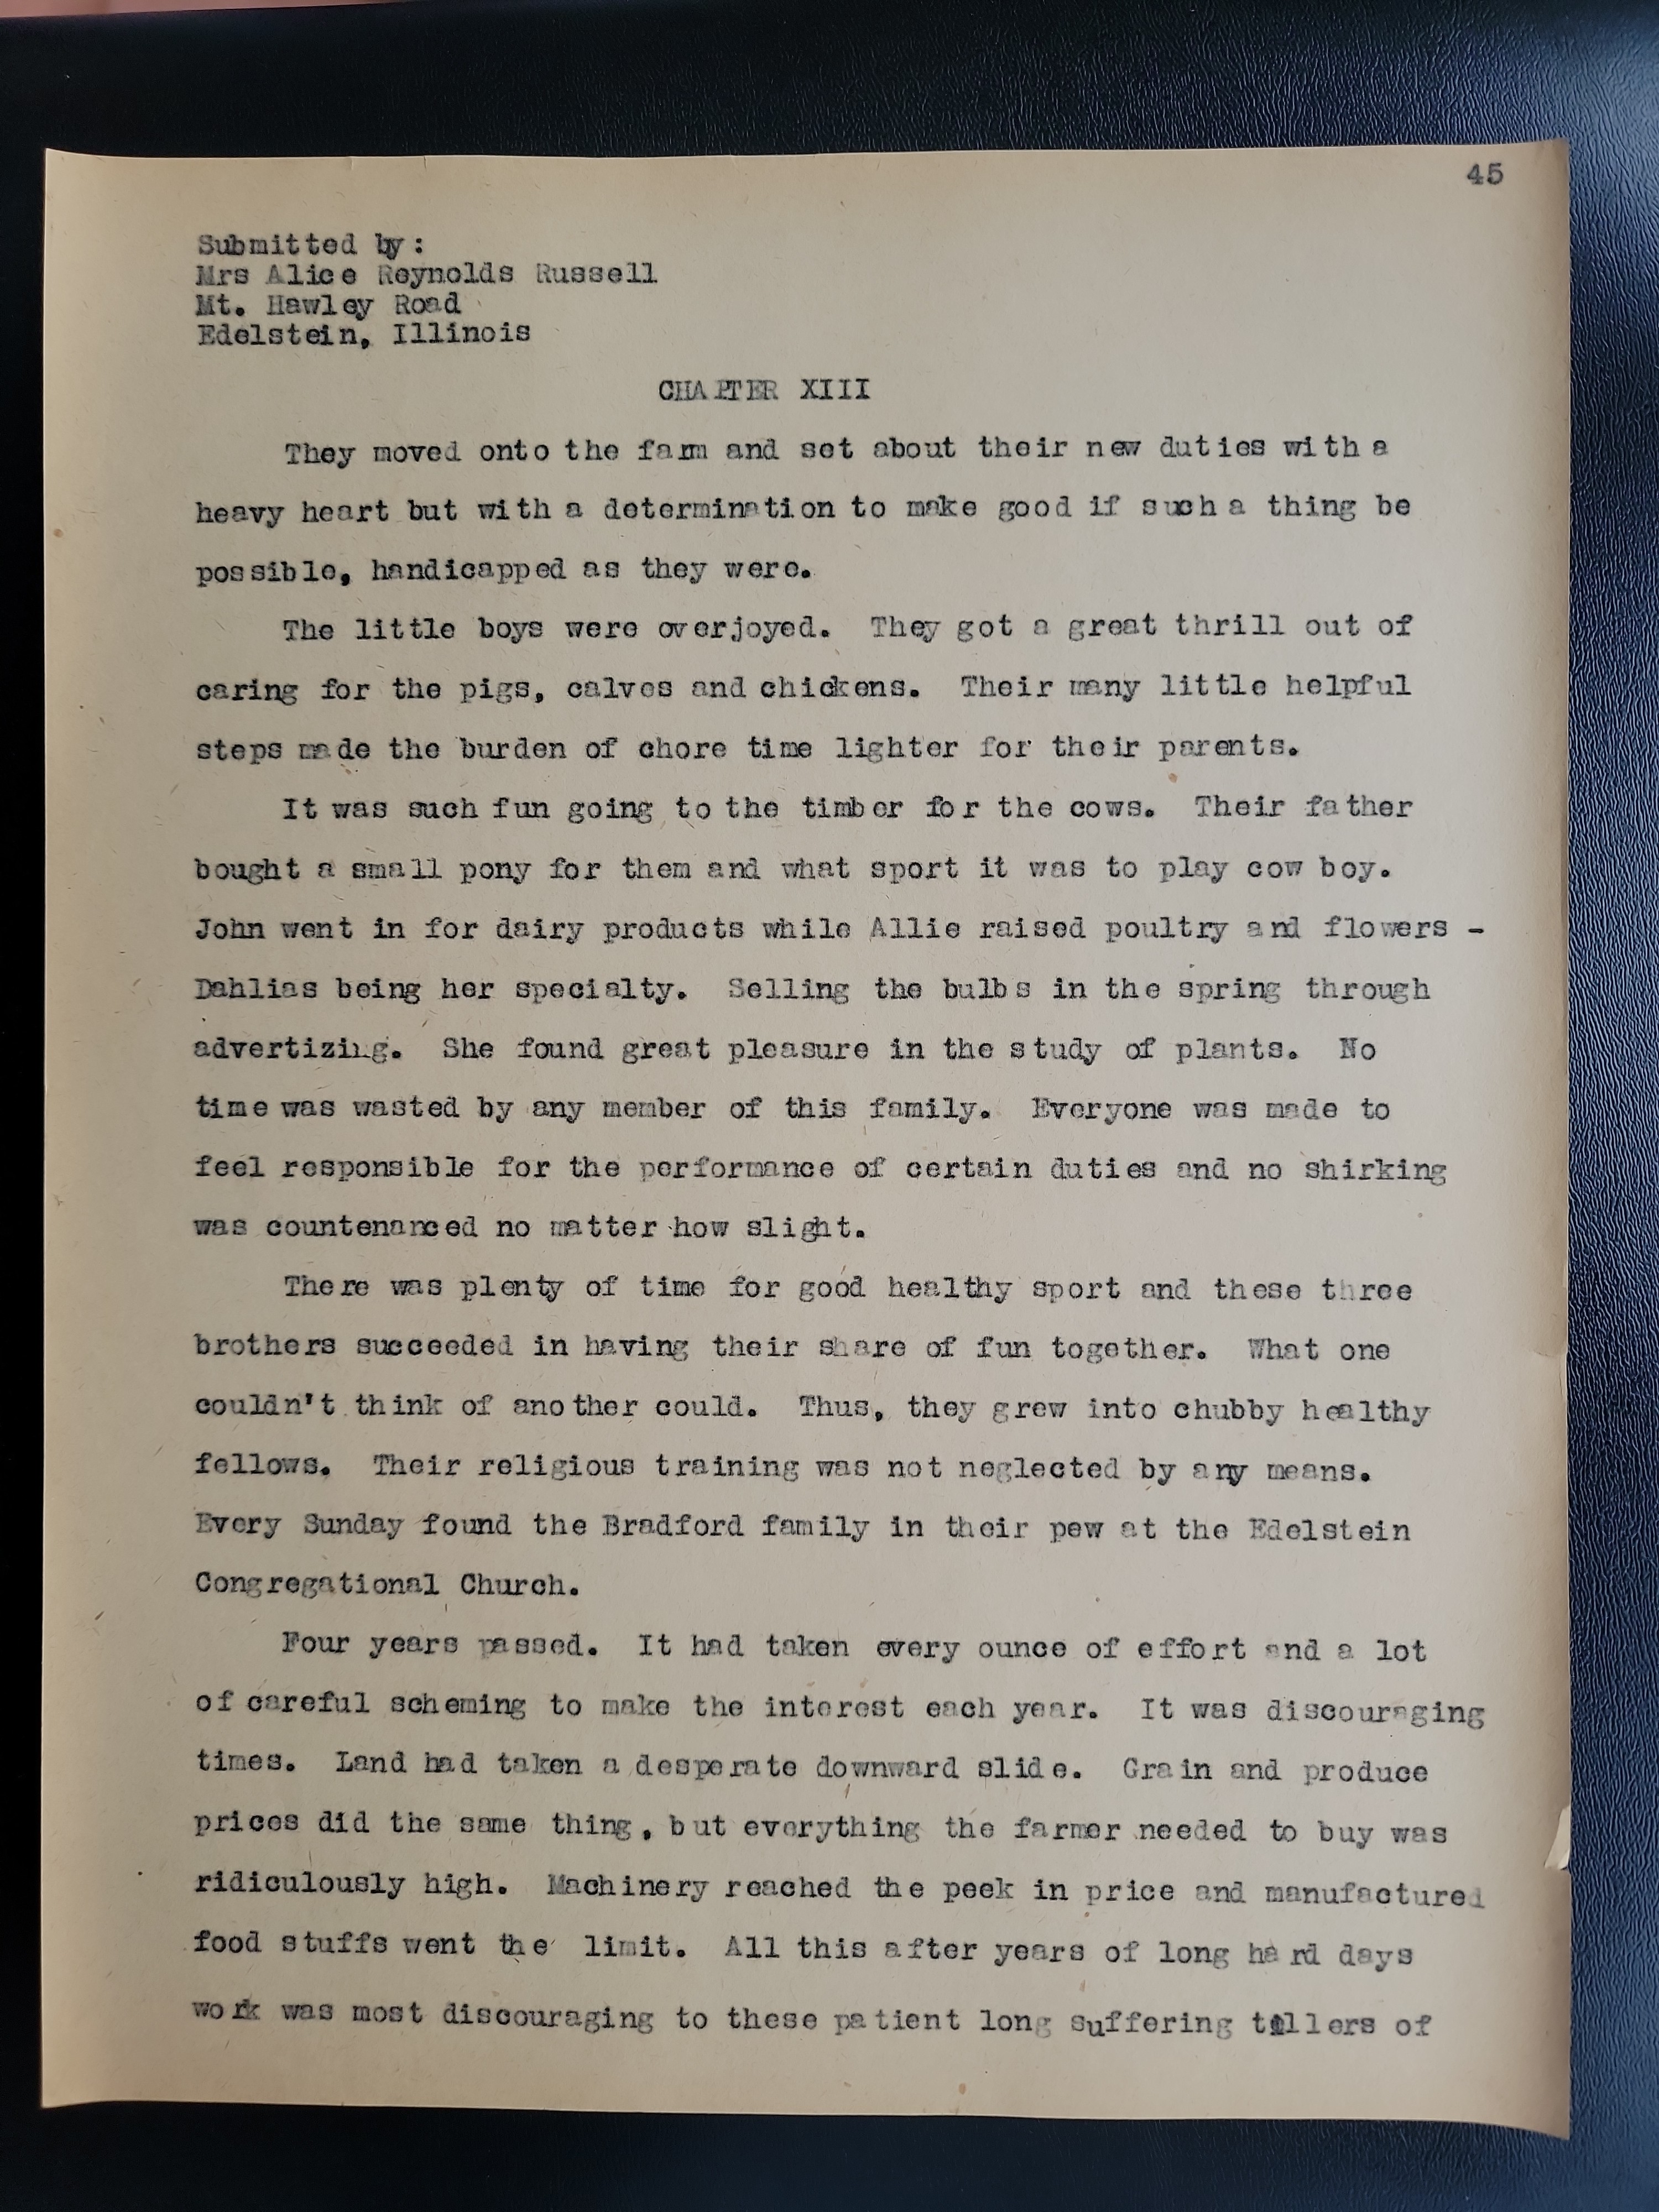 45
Submitted by:
Mrs Alice Reynolds Russell
Mt. Hawley Road
Edelstein, Illinois
CHAPTER XIII
They moved onto the farm and set about their new duties with a
heavy heart but with a determination to make good if such a thing be
possible, handicapped as they were.
The little boys were overjoyed. They got a great thrill out of
caring for the pigs, calves and chickens. Their many little helpful
steps made the burden of chore time lighter for their parents.
It was such fun going to the timber for the cows. Their father
bought a small pony for them and what sport it was to play cow boy.
John went in for dairy products while Allie raised poultry and flowers -
Dahlias being her specialty. Selling the bulbs in the spring through
advertizing. She found great pleasure in the study of plants. No
time was wasted by any member of this family. Everyone was made to
feel responsible for the performance of certain duties and no shirking
was countenanced no matter how slight.
There was plenty of time for good healthy sport and these three
brothers succeeded in having their share of fun together. What one
couldn't think of another could. Thus, they grew into chubby healthy
fellows. Their religious training was not neglected by any means.
Every Sunday found the Bradford family in their pew at the Edelstein
Congregational Church.
Four years passed. It had taken every ounce of effort and a lot
of careful scheming to make the interest each year. It was discouraging
times. Land had taken a desperate downward slide. Grain and produce
prices did the same thing, but everything the farmer needed to buy was
ridiculously high. Machinery reached the peek in price and manufactured
food stuffs went the limit. All this after years of long hard days
work was most discouraging to these patient long suffering tillers of